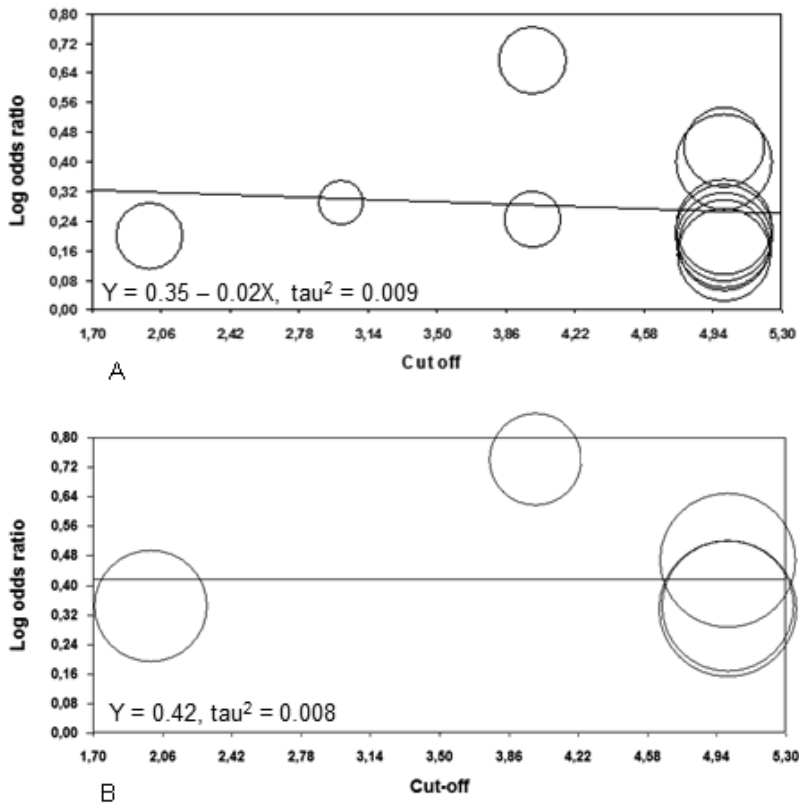 0,80
0,72
0,64
0,56
0,48
0,40
0,32
0,24
0,16
0,08
0,00
Log odds ratio
Y = 0.35 – 0.02X, tau² = 0.009
1,70 2,06 2,42 2,78 3,14 3,50 3,86 4,22 4,58 4,94 5,30
Cut off
A
0,80
0,72
0,64
0,56
0,48
0,40
0,32
0,24
0,16
0,08
0,00
Log odds ratio
Y = 0.42, tau² = 0.008
1,70 2,06 2,42 2,78 3,14 3,50 3,86 4,22 4,58 4,94 5,30
Cut-off
B